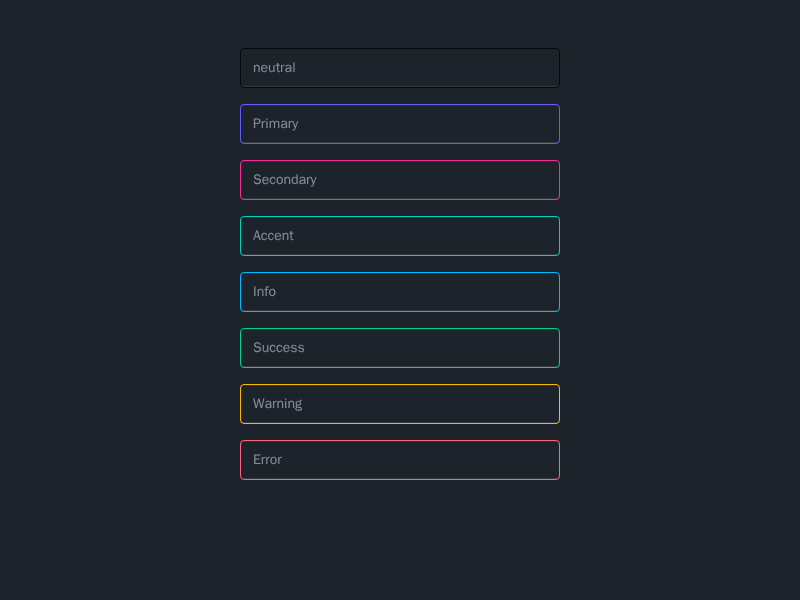 neutral
Primary
Secondary
Accent
Info
Success
Warning
Error